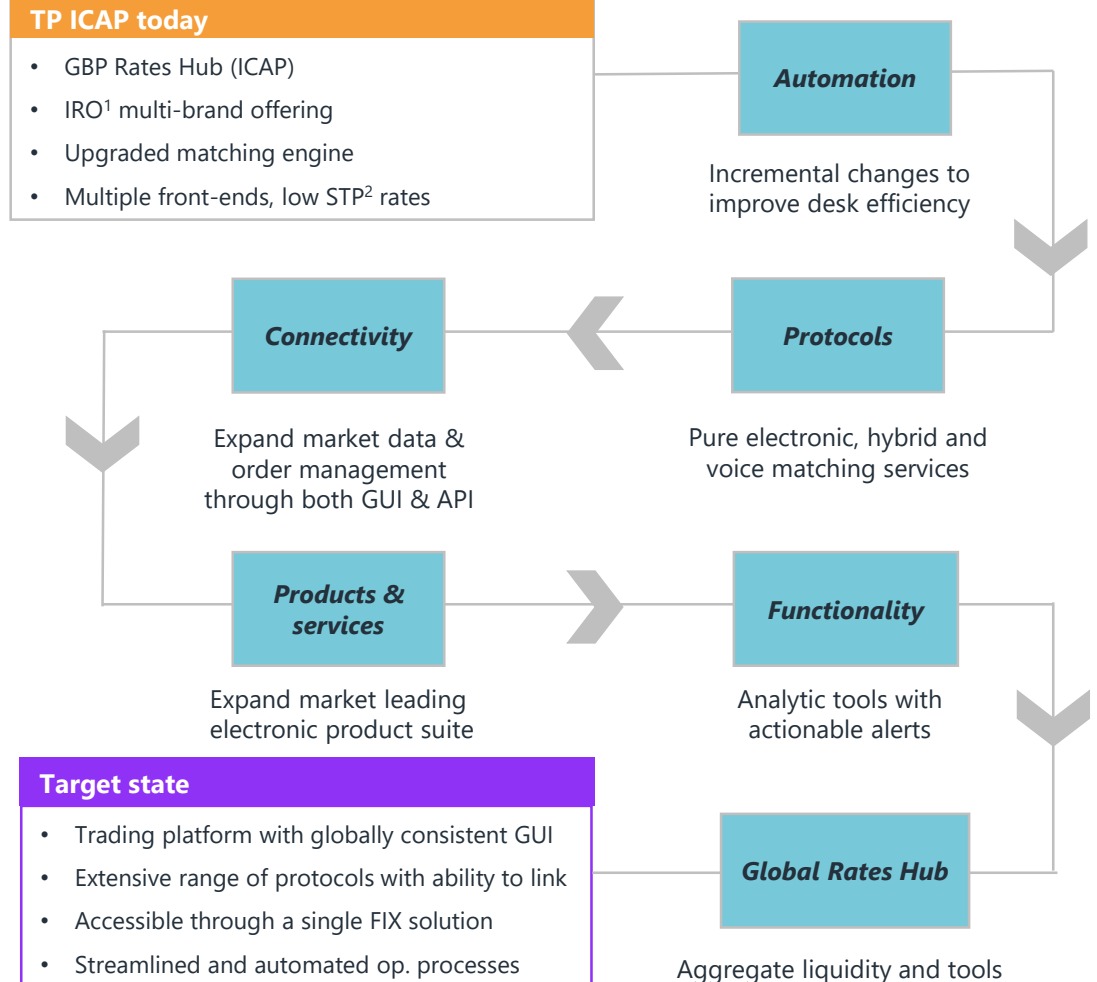 TP ICAP today
• GBP Rates Hub (ICAP)
• IRO¹ multi-brand offering
• Upgraded matching engine
• Multiple front-ends, low STP² rates
Automation
Incremental changes to
improve desk efficiency
Protocols
Pure electronic, hybrid and
voice matching services
Connectivity
Expand market data &
order management
through both GUI & API
Products &
services
Expand market leading
electronic product suite
Functionality
Analytic tools with
actionable alerts
Global Rates Hub
Aggregate liquidity and tools
Target state
• Trading platform with globally consistent GUI
• Extensive range of protocols with ability to link
• Accessible through a single FIX solution
• Streamlined and automated op. processes